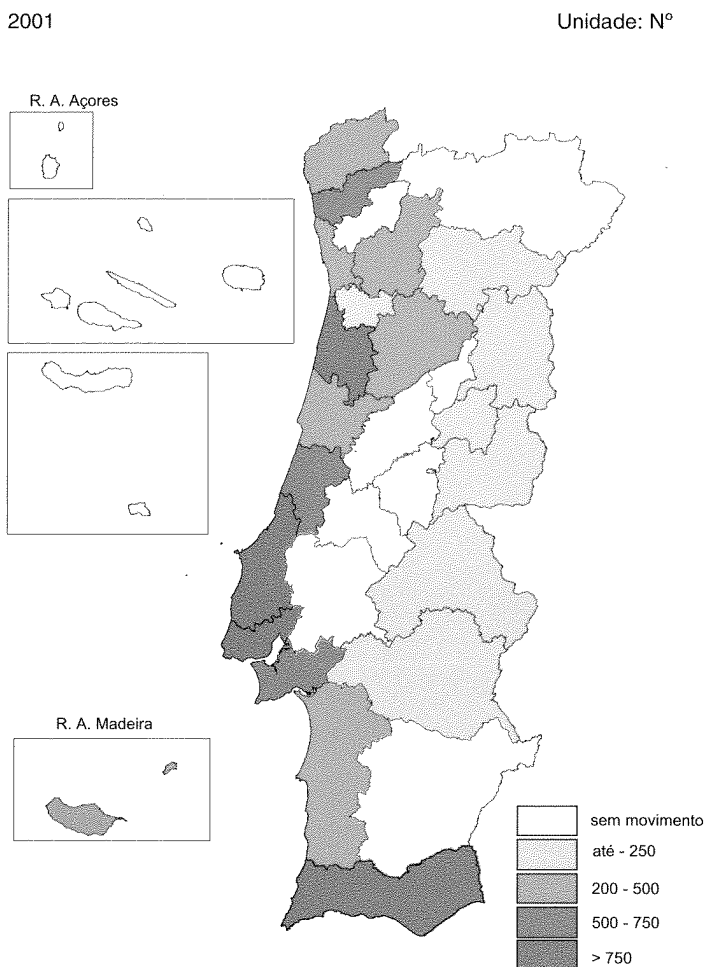 2001 Unidade: Nº
R. A. Açores
R. A. Madeira
sem movimento
até - 250
200 - 500
500 - 750
> 750